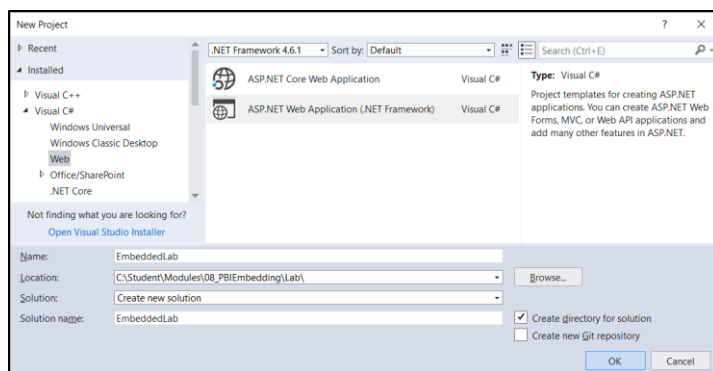 New Project
? ×
Recent
Installed
Visual C++
Visual C#
Windows Universal
Windows Classic Desktop
Web
Office/SharePoint
.NET Core
Not finding what you are looking for?
Open Visual Studio Installer
.NET Framework 4.6.1 Sort by: Default
Search (Ctrl+E)
ASP.NET Core Web Application Visual C#
ASP.NET Web Application (.NET Framework) Visual C#
Type: Visual C#
Project templates for creating ASP.NET
applications. You can create ASP.NET Web
Forms, MVC, or Web API applications and
add many other features in ASP.NET.
Name: EmbeddedLab
Location: C:\Student\Modules\08_PBIEmbedding\Lab\ Browse...
Solution: Create new solution
Solution name: EmbeddedLab
Create directory for solution
Create new Git repository
OK Cancel